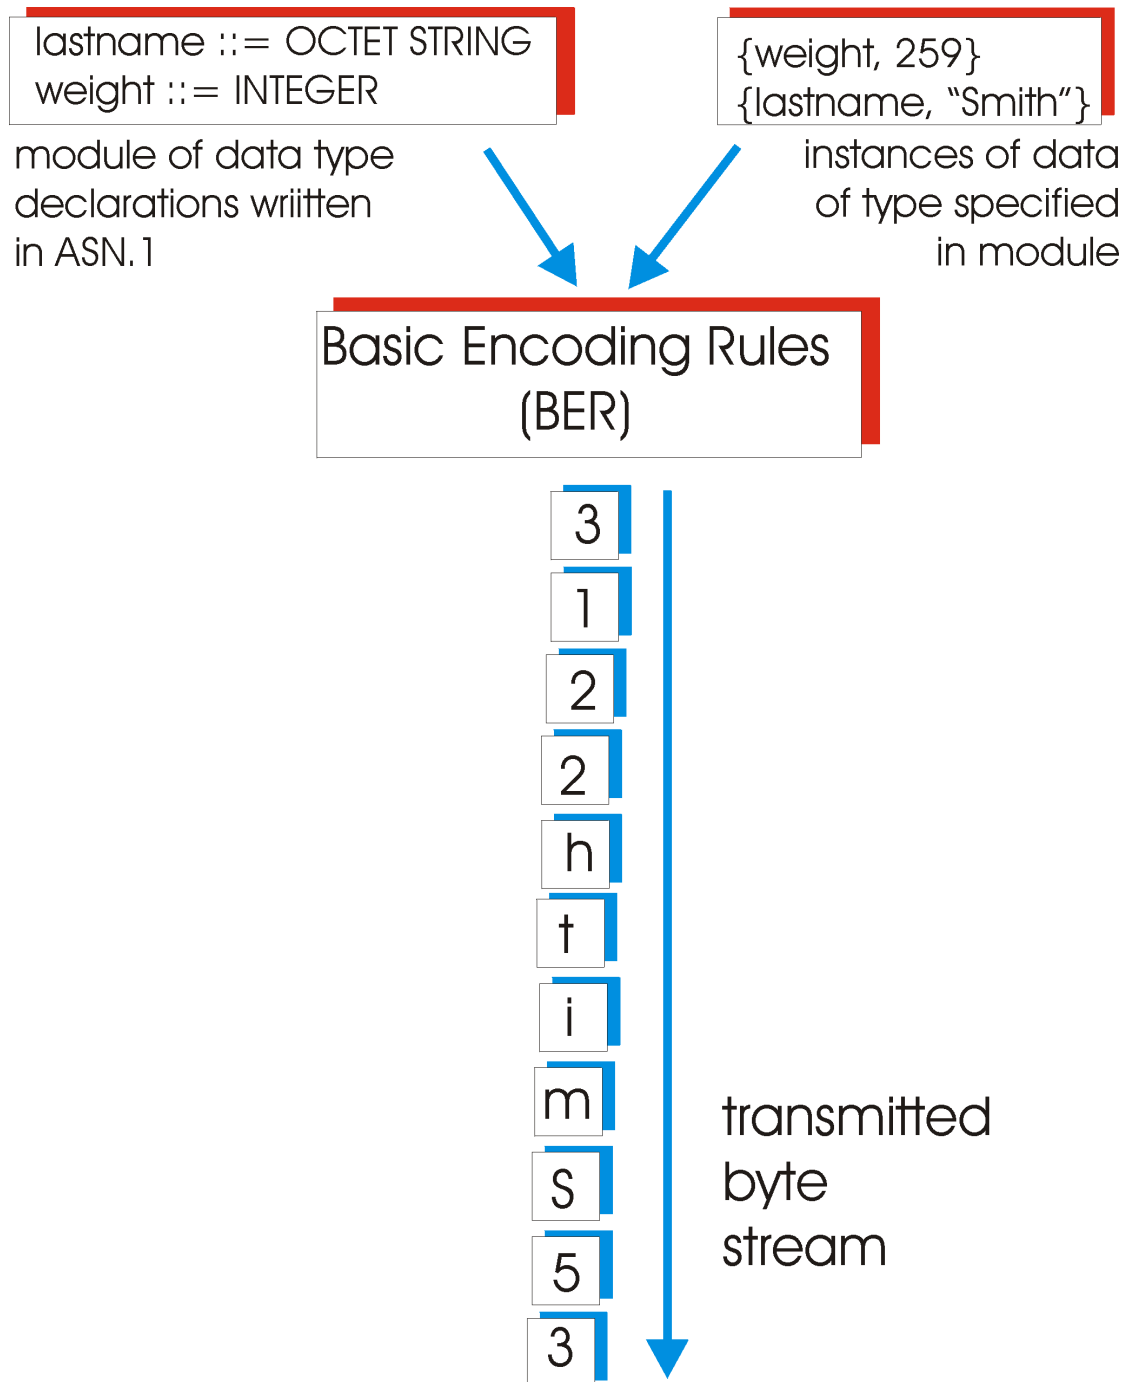 lastname ::= OCTET STRING
weight ::= INTEGER
{weight, 259}
{lastname, “Smith”}
module of data type
declarations wriitten
in ASN.1
instances of data
of type specified
in module
Basic Encoding Rules
(BER)
3
1
2
2
h
t
i
m
S
5
3
transmitted
byte
stream